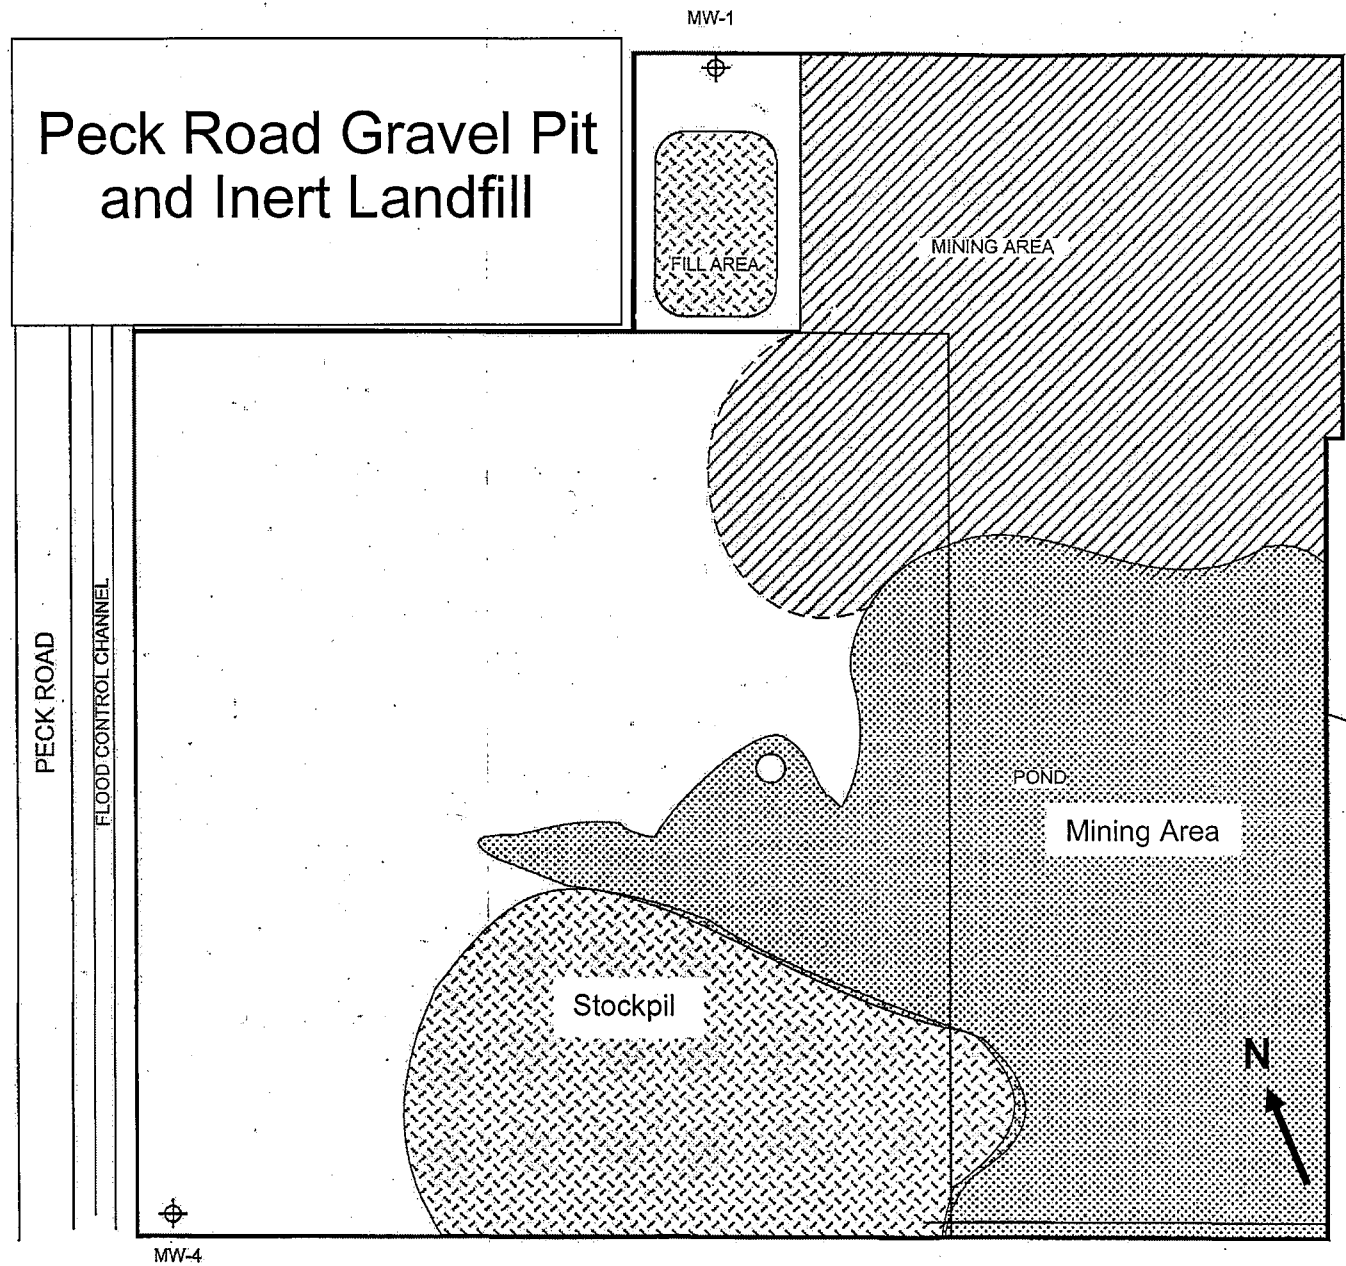 MW-1
Peck Road Gravel Pit
and Inert Landfill
MINING AREA
FILL AREA
PECK ROAD
FLOOD CONTROL CHANNEL
POND
Mining Area
Stockpil
N
MW-4